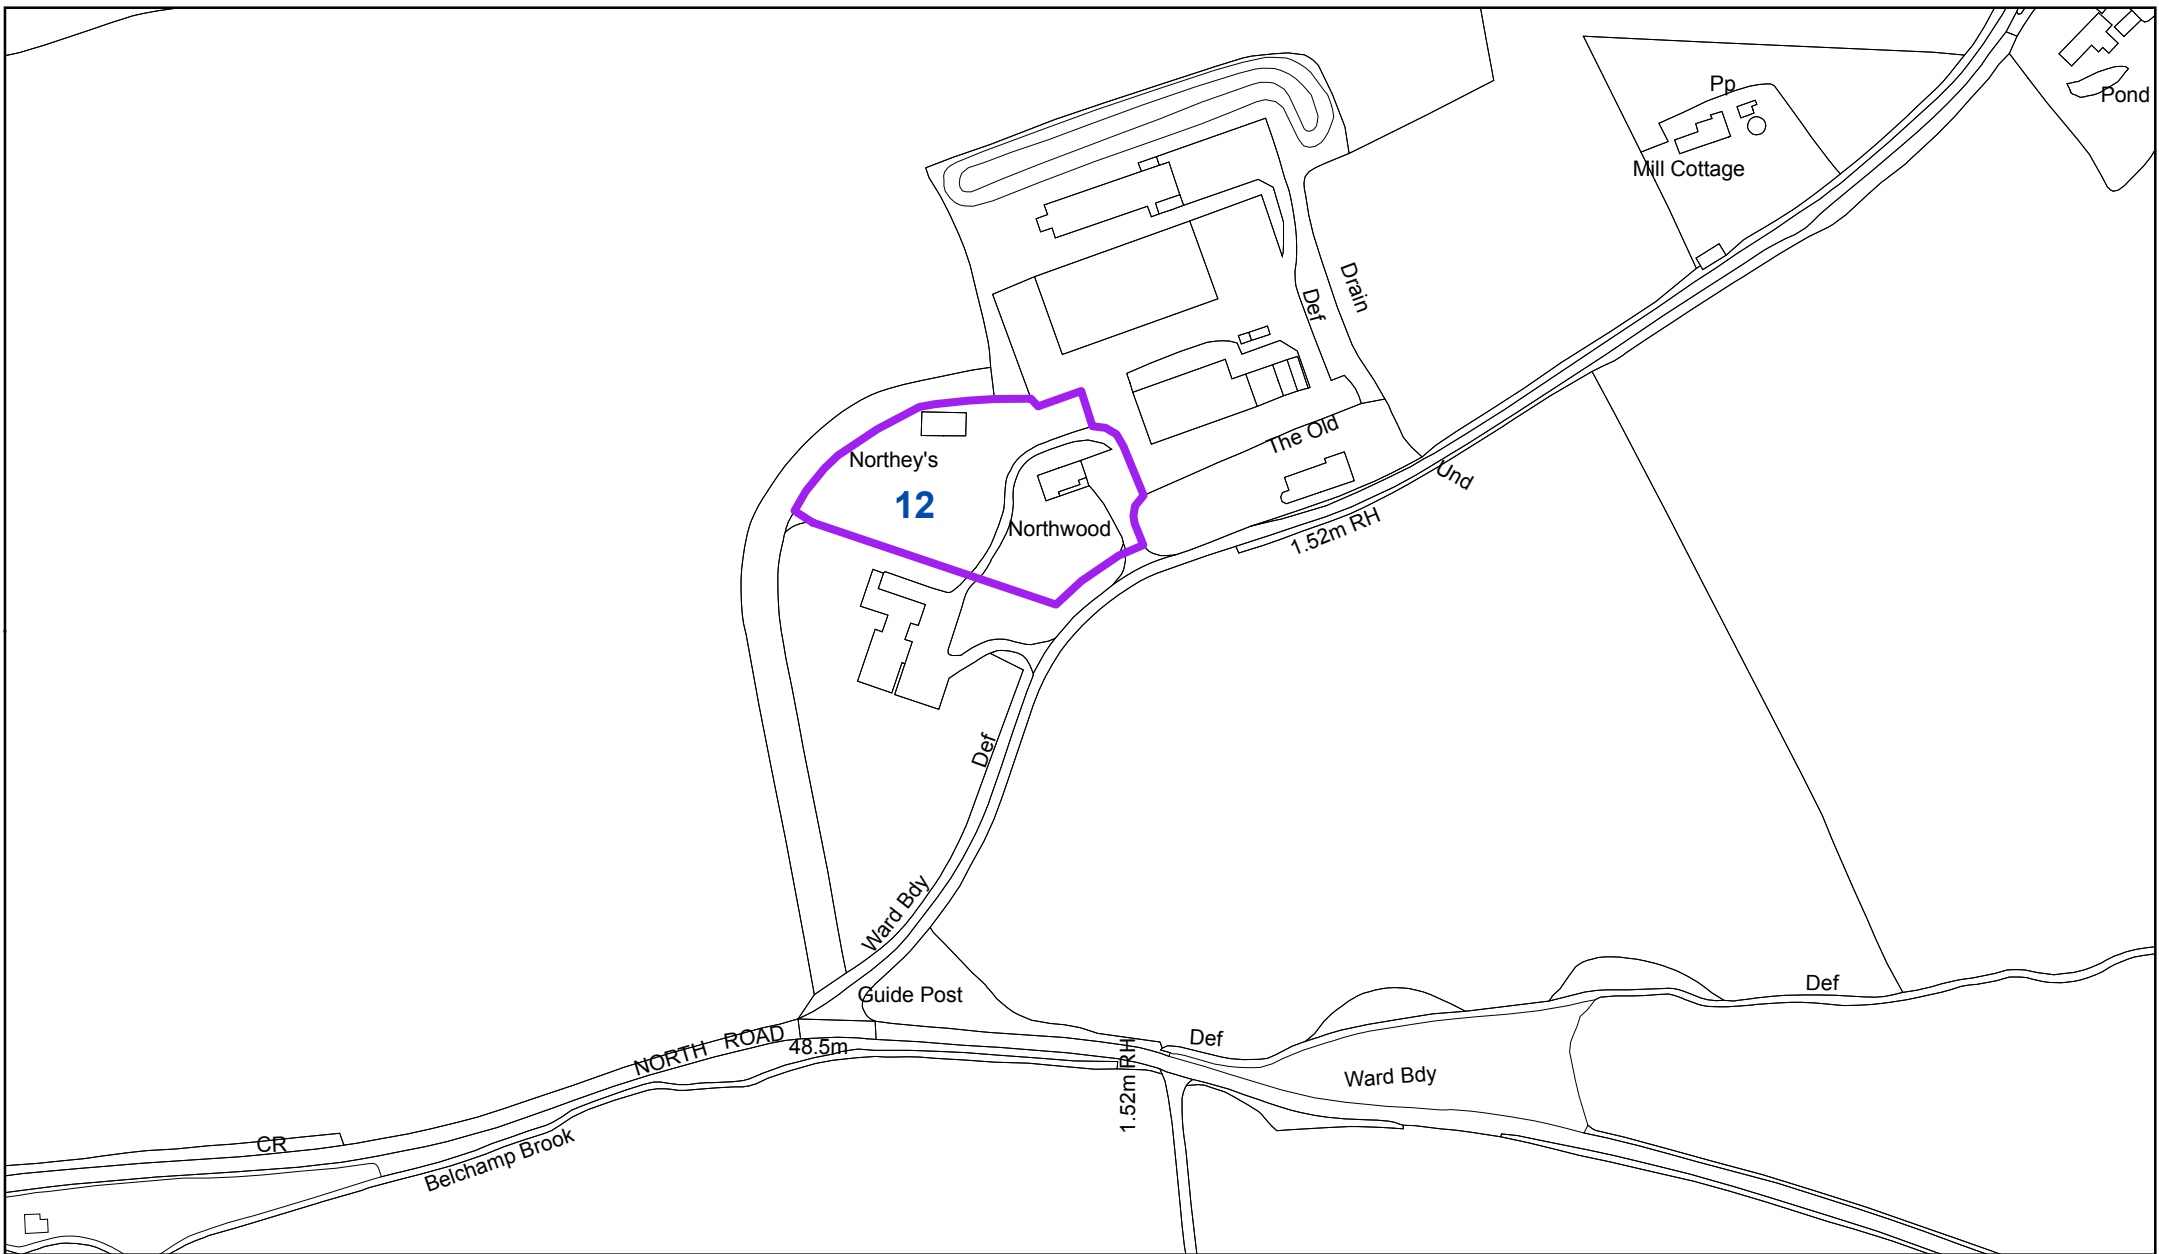 Pp
Pond
Mill Cottage
Drain
Def
The Old
Northey's
Und
12
Northwood
1.52m RH
Def
Ward Bdy
Guide Post
Def
NORTH ROAD
48.5m
Def
1.52m RH
Ward Bdy
CR
Belchamp Brook